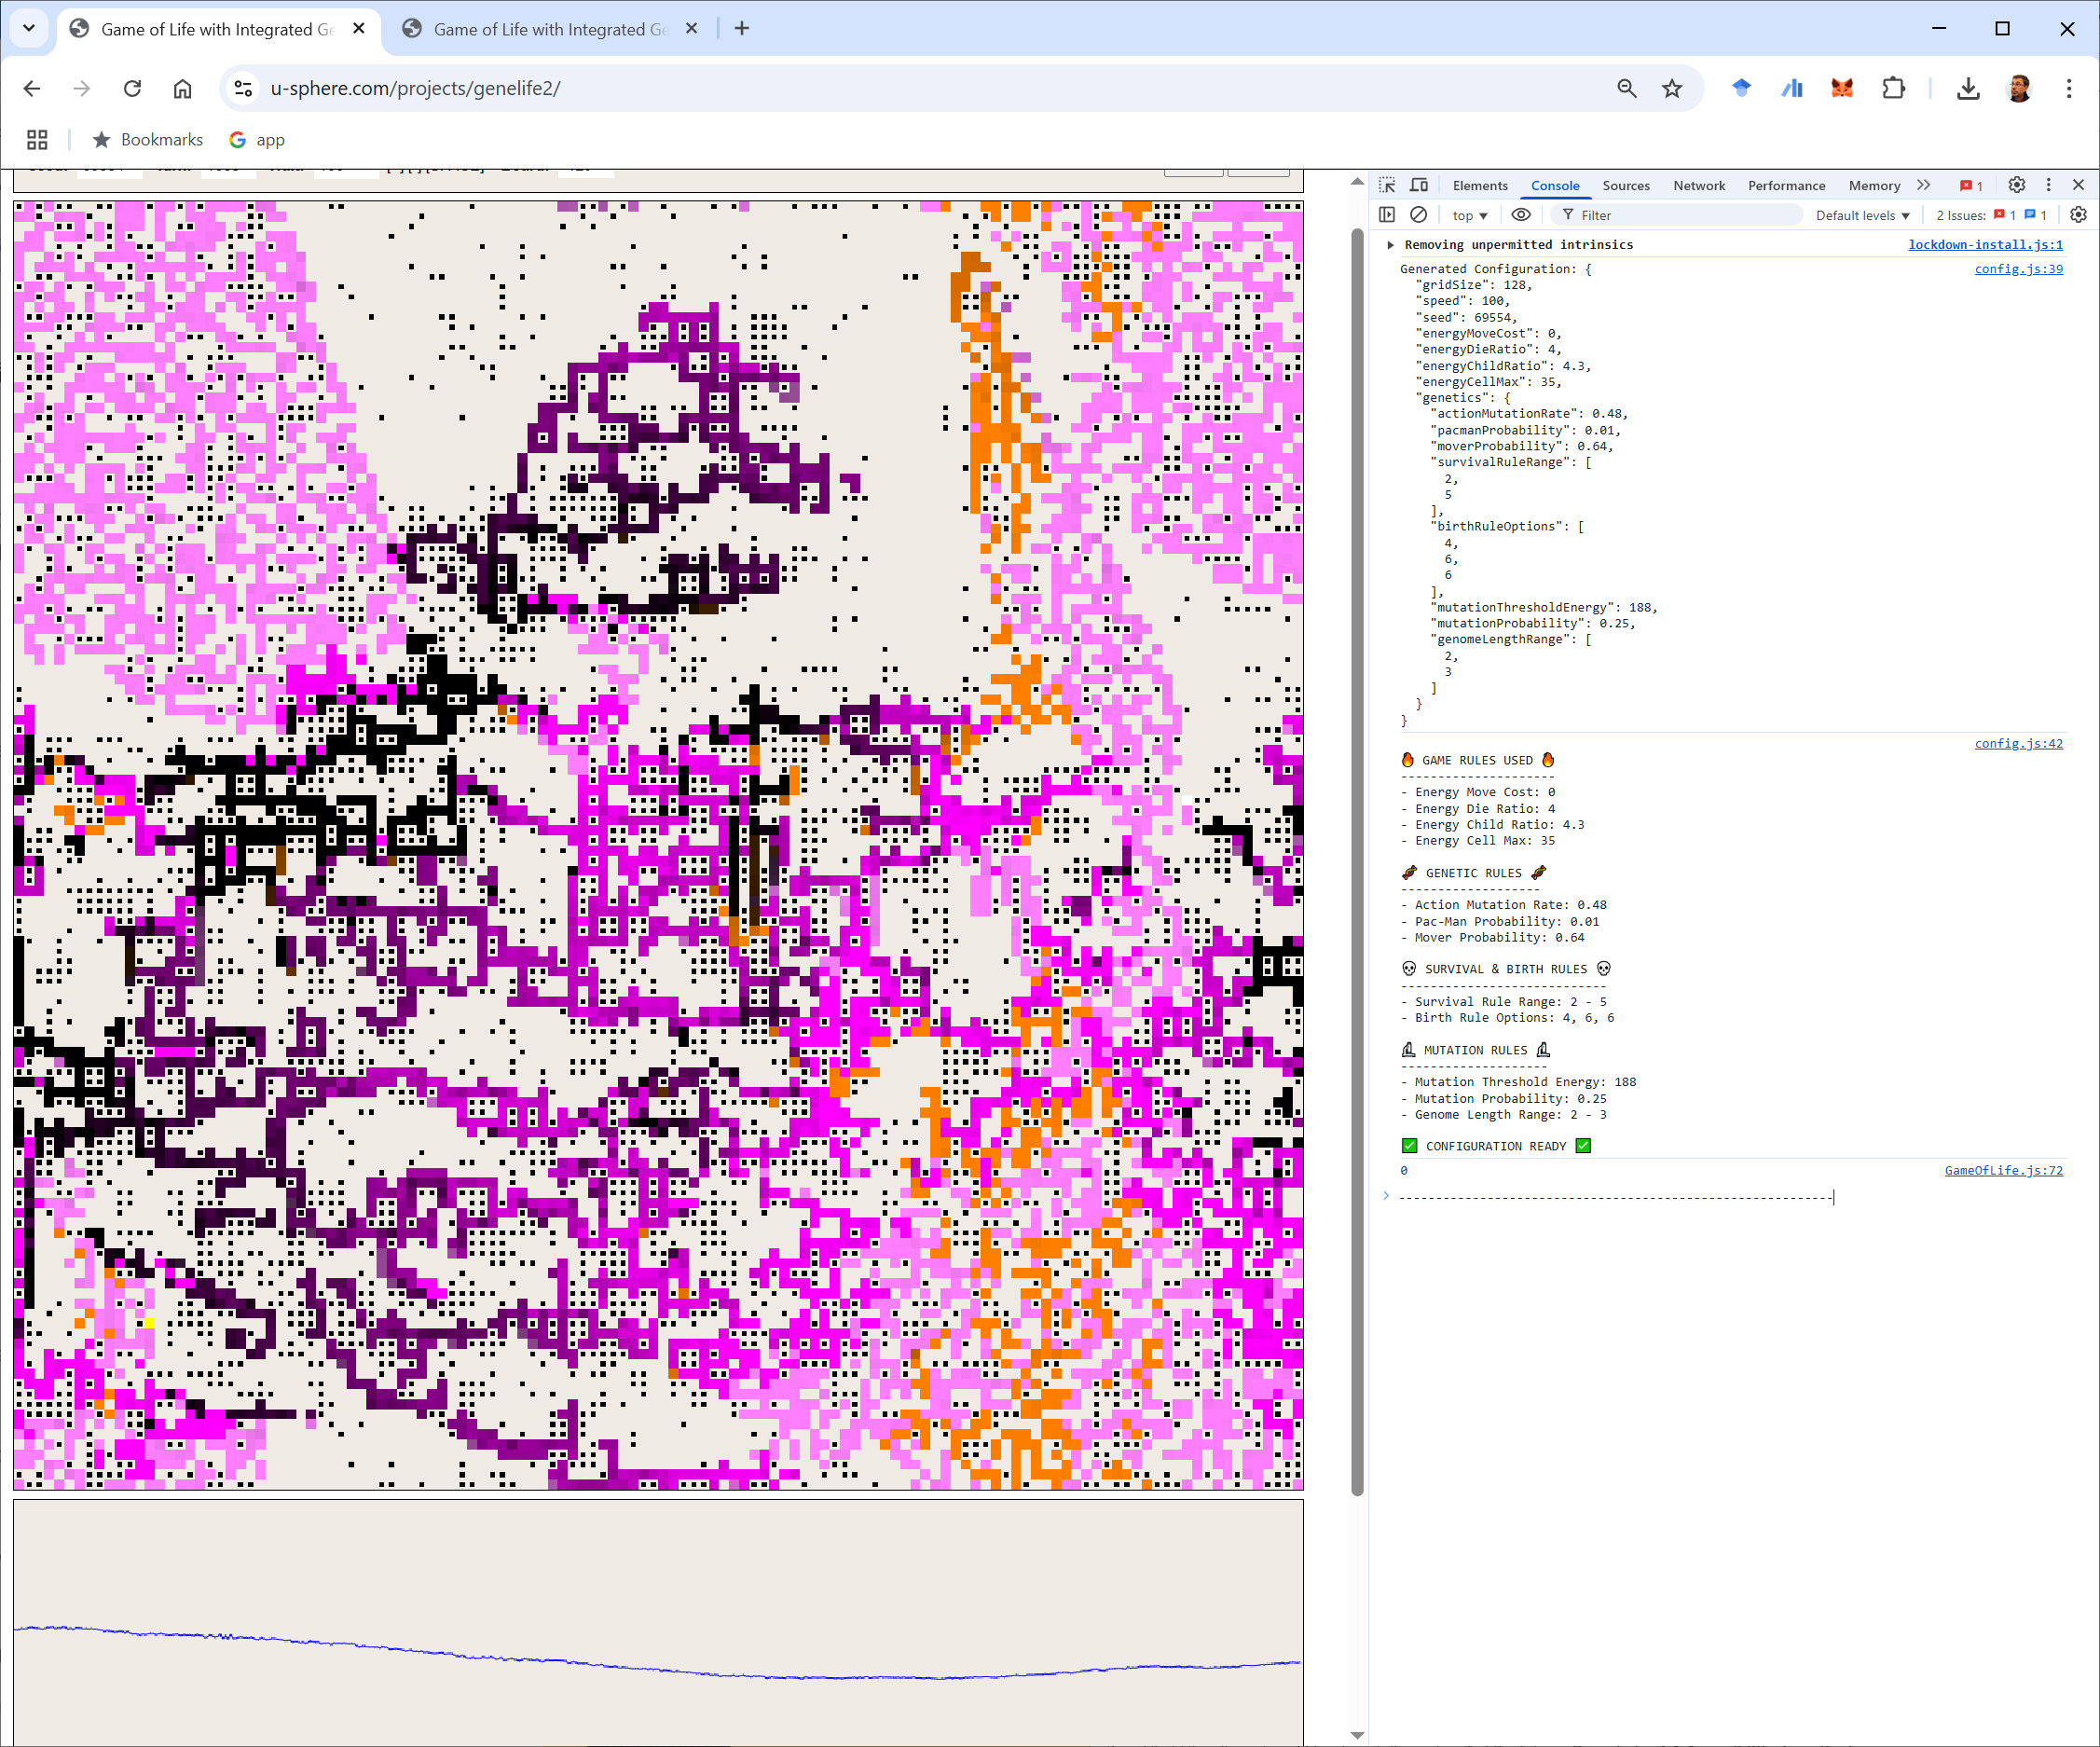 Game of Life with Integrated Ge
Game of Life with Integrated Ge
u-sphere.com/projects/genelife2/
Bookmarks
app
Elements Console Sources Network Performance Memory 1
top Filter Default levels 2 Issues: 1 1
Removing unpermitted intrinsics lockdown-install.js:1
Generated Configuration: { config.js:39
"gridSize": 128,
"speed": 100,
"seed": 69554,
"energyMoveCost": 0,
"energyDieRatio": 4,
"energyChildRatio": 4.3,
"energyCellMax": 35,
"genetics": {
"actionMutationRate": 0.48,
"pacmanProbability": 0.01,
"moverProbability": 0.64,
"survivalRuleRange": [
2,
5
],
"birthRuleOptions": [
4,
6,
6
],
"mutationThresholdEnergy": 188,
"mutationProbability": 0.25,
"genomeLengthRange": [
2,
3
]
}
}
config.js:42
🔥 GAME RULES USED 🔥
--------------------
- Energy Move Cost: 0
- Energy Die Ratio: 4
- Energy Child Ratio: 4.3
- Energy Cell Max: 35
GENETIC RULES
------------------
- Action Mutation Rate: 0.48
- Pac-Man Probability: 0.01
- Mover Probability: 0.64
💀 SURVIVAL & BIRTH RULES 💀
---------------------------
- Survival Rule Range: 2 - 5
- Birth Rule Options: 4, 6, 6
MUTATION RULES
-------------------
- Mutation Threshold Energy: 188
- Mutation Probability: 0.25
- Genome Length Range: 2 - 3
✅ CONFIGURATION READY ✅
0 GameOfLife.js:72
> --------------------------------------------------------